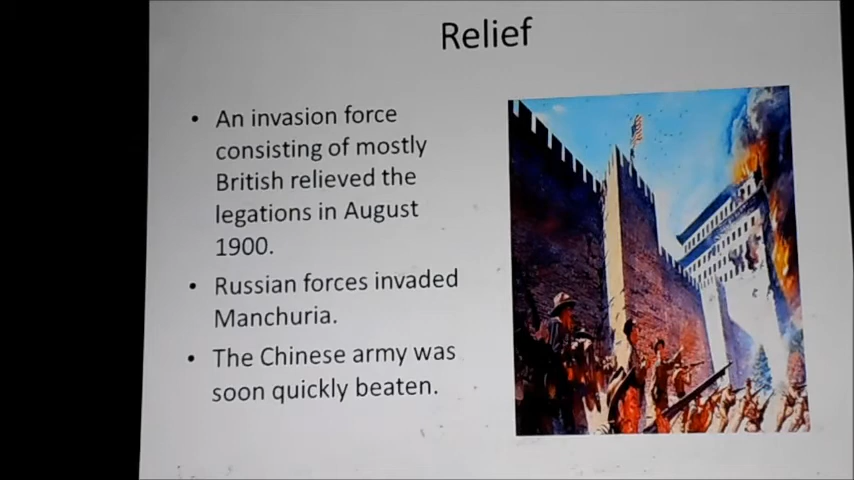 Relief
• An invasion force
consisting of mostly
British relieved the
legations in August
1900.
• Russian forces invaded
Manchuria.
• The Chinese army was
soon quickly beaten.